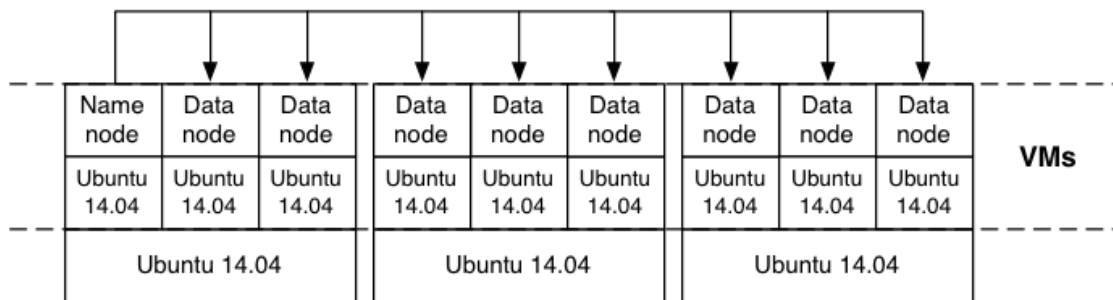 Name Data Data Data Data Data Data Data Data
node node node node node node node node node
VMs
Ubuntu Ubuntu Ubuntu Ubuntu Ubuntu Ubuntu Ubuntu Ubuntu Ubuntu
14.04 14.04 14.04 14.04 14.04 14.04 14.04 14.04 14.04
Ubuntu 14.04 Ubuntu 14.04 Ubuntu 14.04